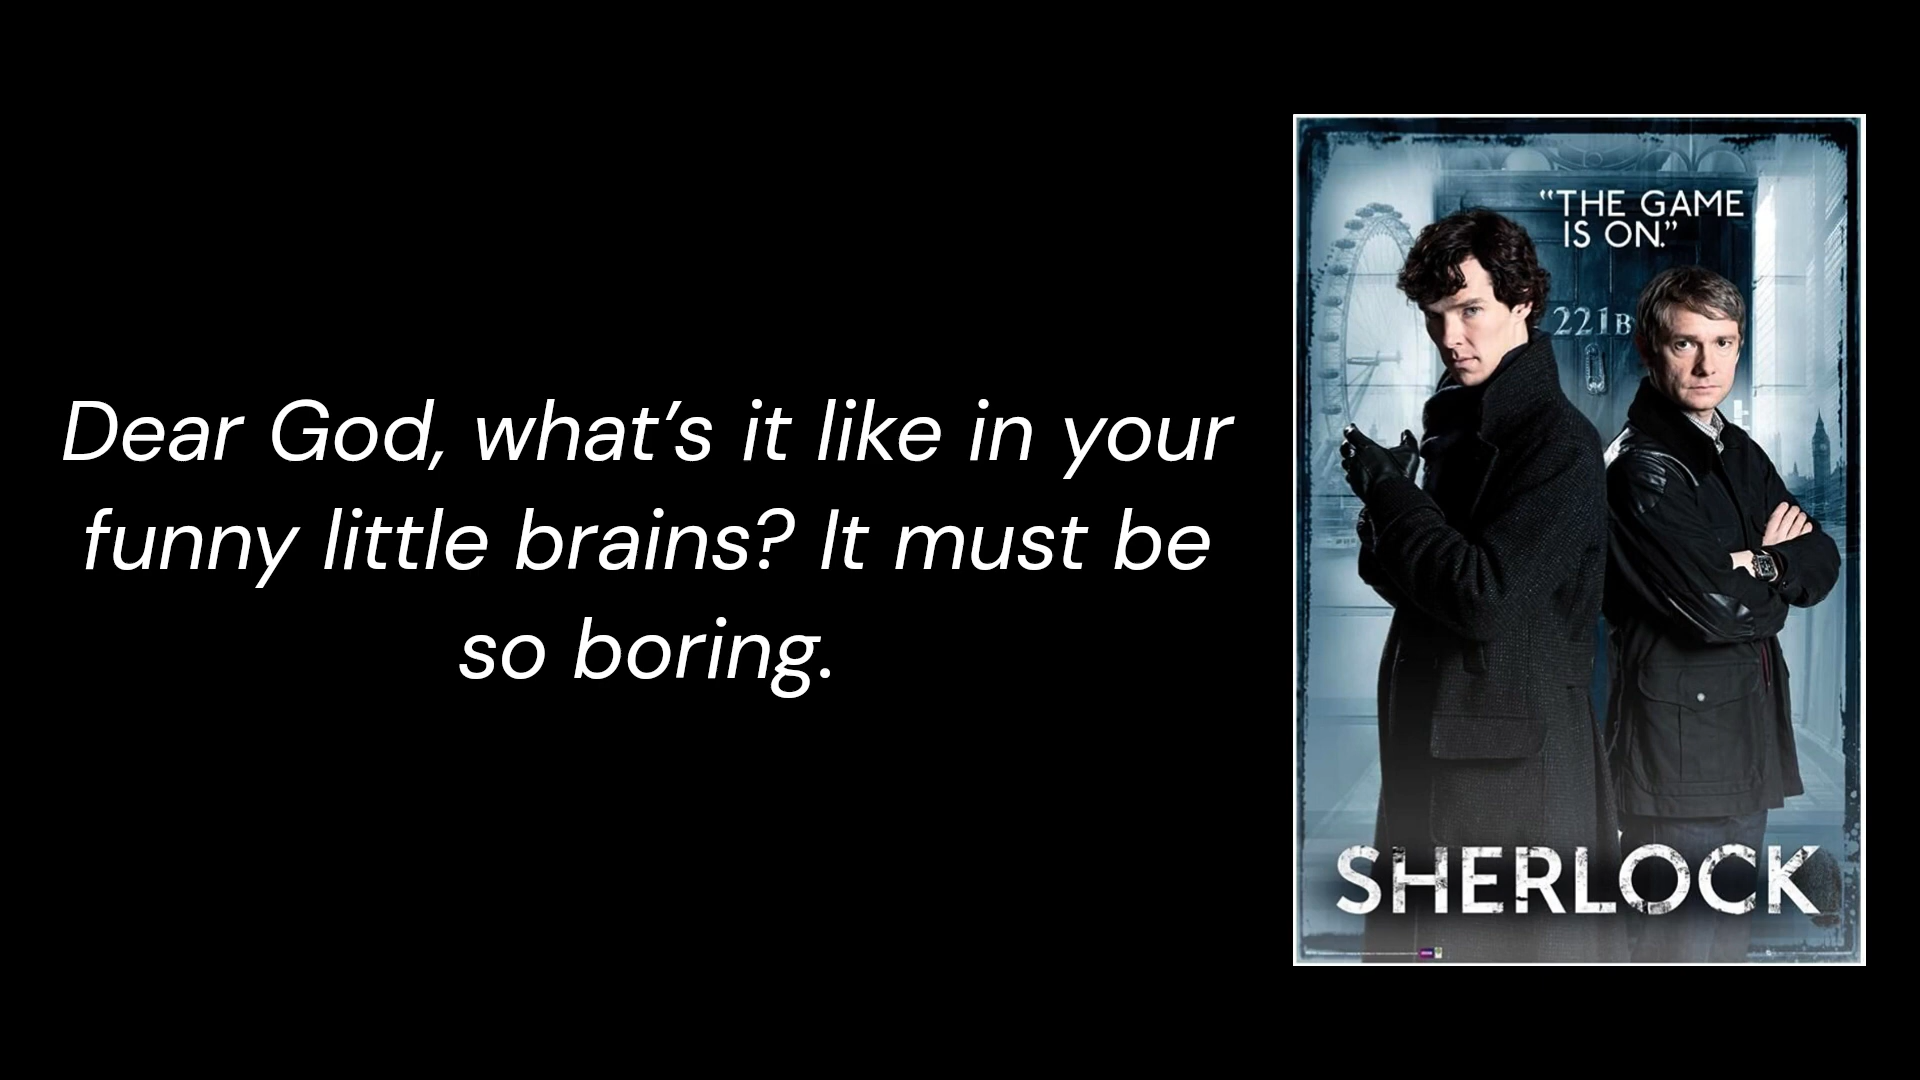 Dear God, what’s it like in your
funny little brains? It must be
so boring.
“THE GAME
IS ON.”
221B
SHERLOCK